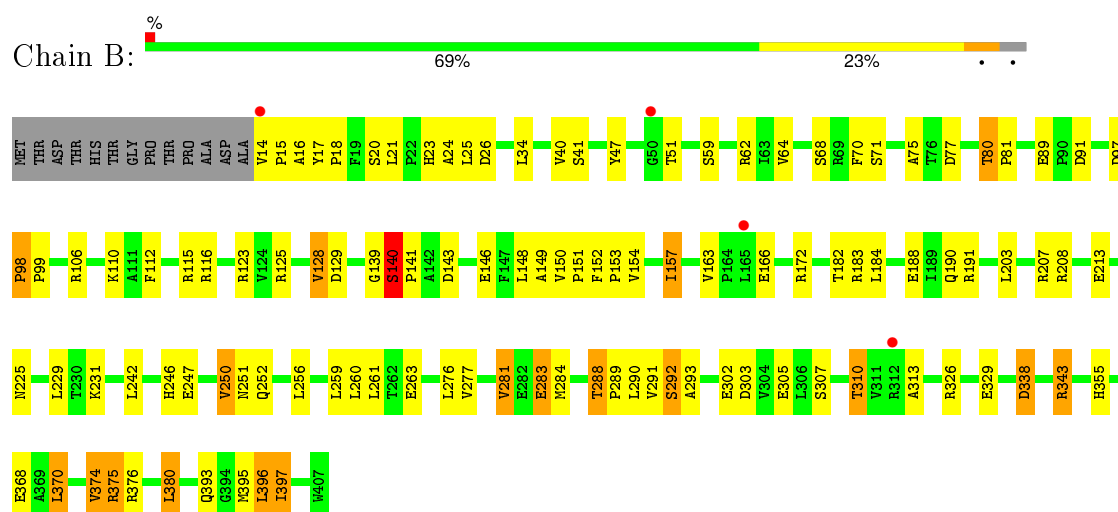 %
Chain B:
69% 23% • •
MET THR ASP THR HIS THR GLY PRO THR PRO ALA ASP ALA V14 P15 A16 Y17 P18 F19 S20 L21 P22 H23 A24 L25 D26 L34 V40 S41 Y47 G50 T51 S59 R62 I63 V64 S68 R69 F70 S71 A75 T76 D77 T80 P81 E89 P90 D91 D97
P98 P99 R106 K110 A111 F112 R115 R116 R123 V124 R125 V128 D129 G139 S140 P141 A142 D143 E146 F147 L148 A149 V150 P151 F152 P153 V154 I157 V163 P164 L165 E166 R172 T182 R183 L184 E188 I189 Q190 R191 L203 R207 R208 E213
N225 L229 T230 K231 L242 H246 E247 V250 N251 Q252 L256 L259 L260 L261 T262 E263 L276 V277 V281 E282 E283 M284 T288 P289 L290 V291 S292 A293 E302 D303 V304 E305 L306 S307 T310 V311 R312 A313 R326 E329 D338 R343 H355
E368 A369 L370 V374 R375 R376 L380 Q393 G394 M395 L396 I397 W407